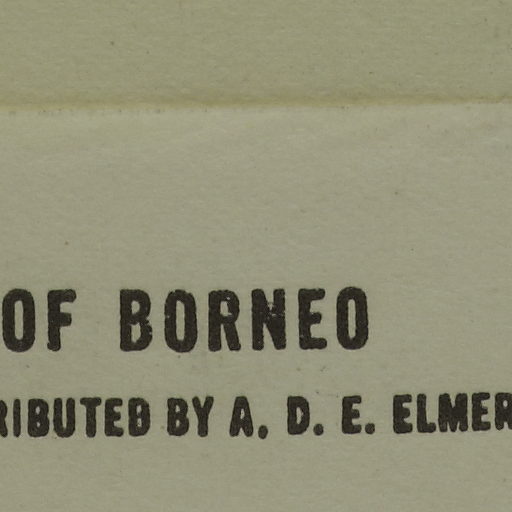 OF BORNEO
RIBUTED BY A. D. E. ELMER